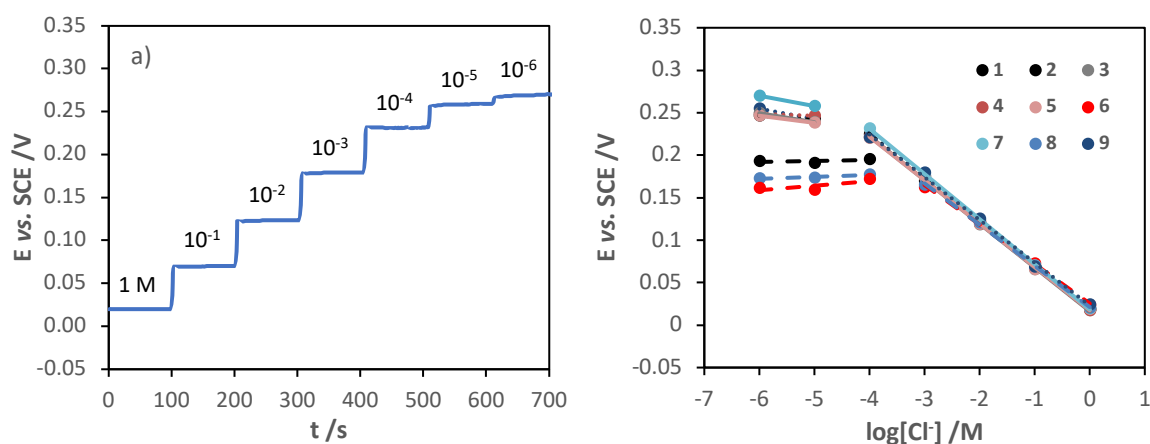 a)
E vs. SCE /V
0.35
0.30
0.25
0.20
0.15
0.10
0.05
0.00
-0.05
1 M
10⁻¹
10⁻²
10⁻³
10⁻⁴
10⁻⁵
10⁻⁶
0 100 200 300 400 500 600 700
t /s
E vs. SCE /V
0.35
0.3
0.25
0.2
0.15
0.1
0.05
0
-0.05
1 2 3
4 5 6
7 8 9
-7 -6 -5 -4 -3 -2 -1 0 1
log[Cl⁻] /M